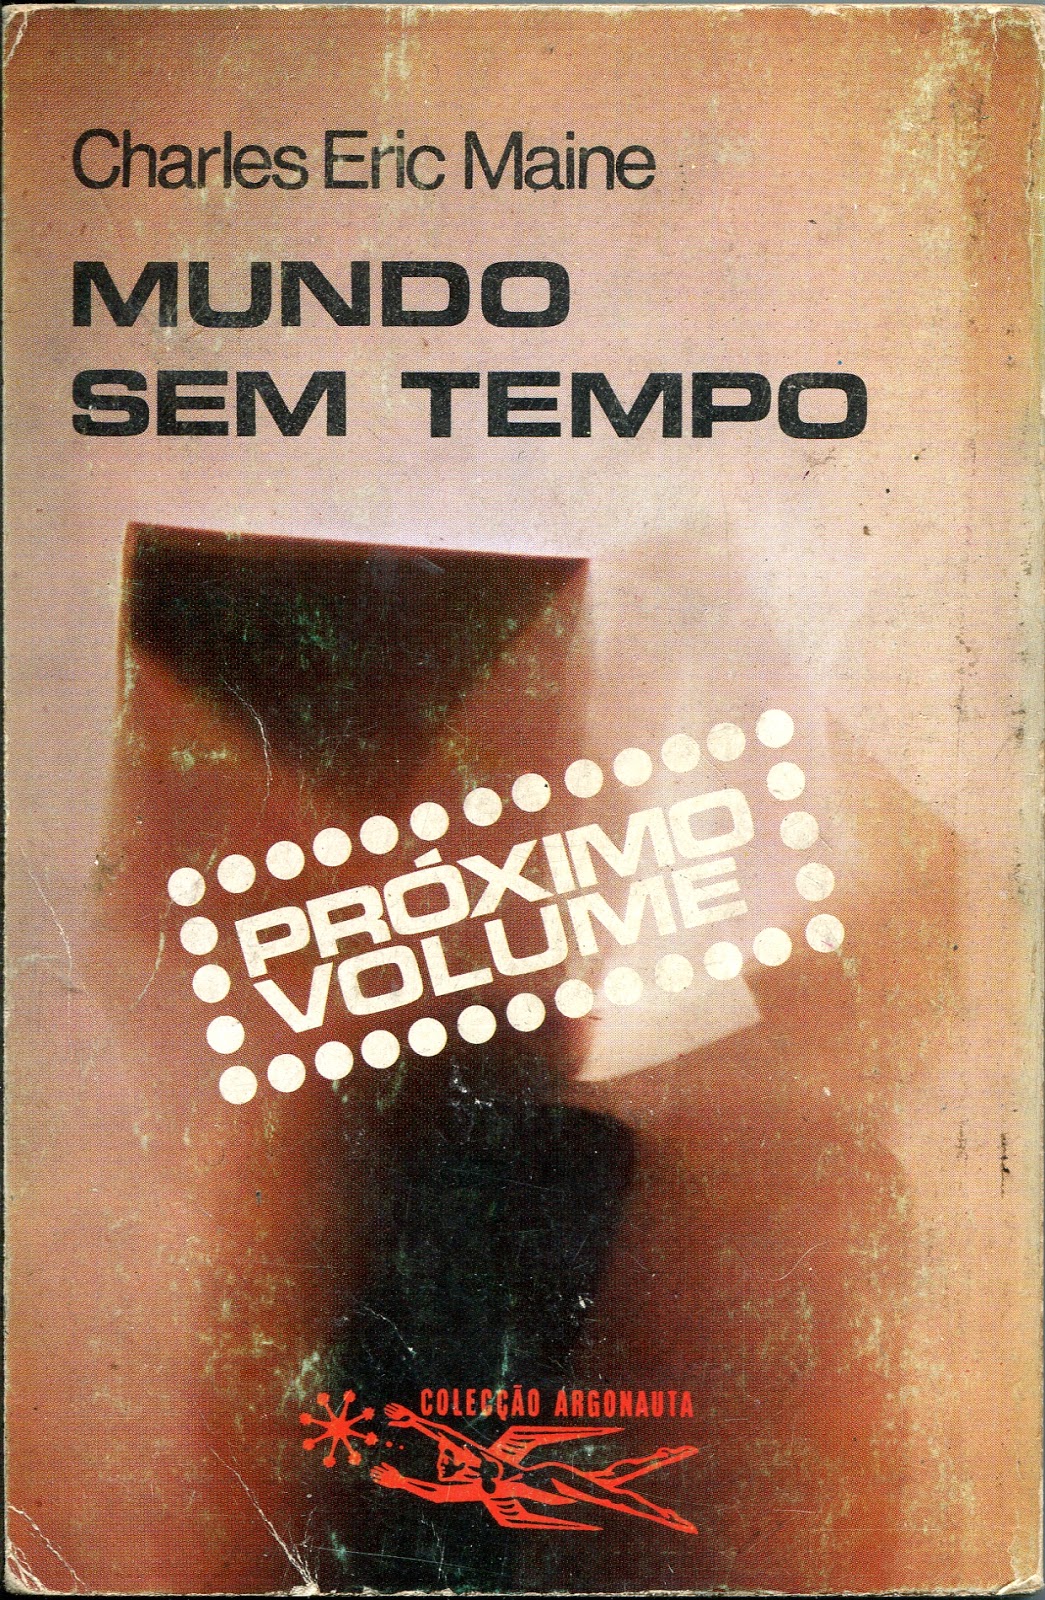 Charles Eric Maine
MUNDO
SEM TEMPO
PRÓXIMO
VOLUME
COLECÇÃO ARGONAUTA